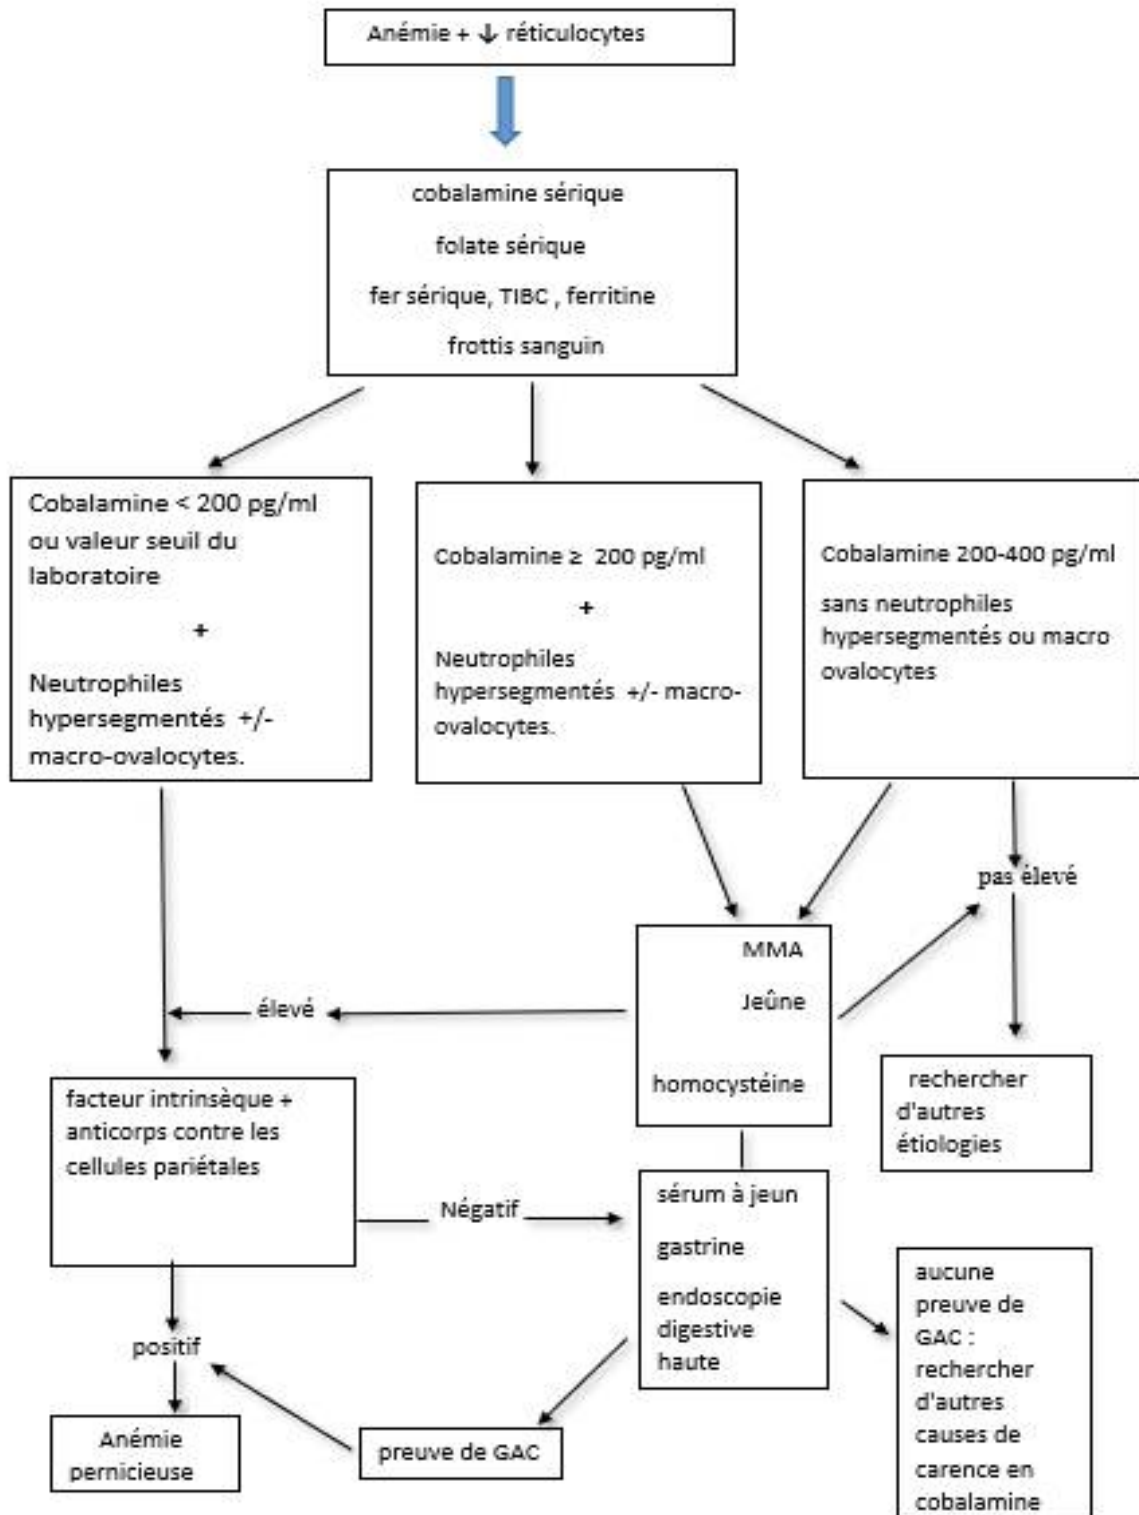 Anémie + ↓ réticulocytes
cobalamine sérique
folate sérique
fer sérique, TIBC , ferritine
frottis sanguin
Cobalamine < 200 pg/ml
ou valeur seuil du
laboratoire
+
Neutrophiles
hypersegmentés +/-
macro-ovalocytes.
Cobalamine ≥ 200 pg/ml
+
Neutrophiles
hypersegmentés +/- macro-
ovalocytes.
Cobalamine 200-400 pg/ml
sans neutrophiles
hypersegmentés ou macro
ovalocytes
pas élevé
MMA
Jeûne
homocystéine
élevé
rechercher
d'autres
étiologies
facteur intrinsèque +
anticorps contre les
cellules pariétales
Négatif
sérum à jeun
gastrine
endoscopie
digestive
haute
aucune
preuve de
GAC :
rechercher
d'autres
causes de
carence en
cobalamine
positif
preuve de GAC
Anémie
pernicieuse